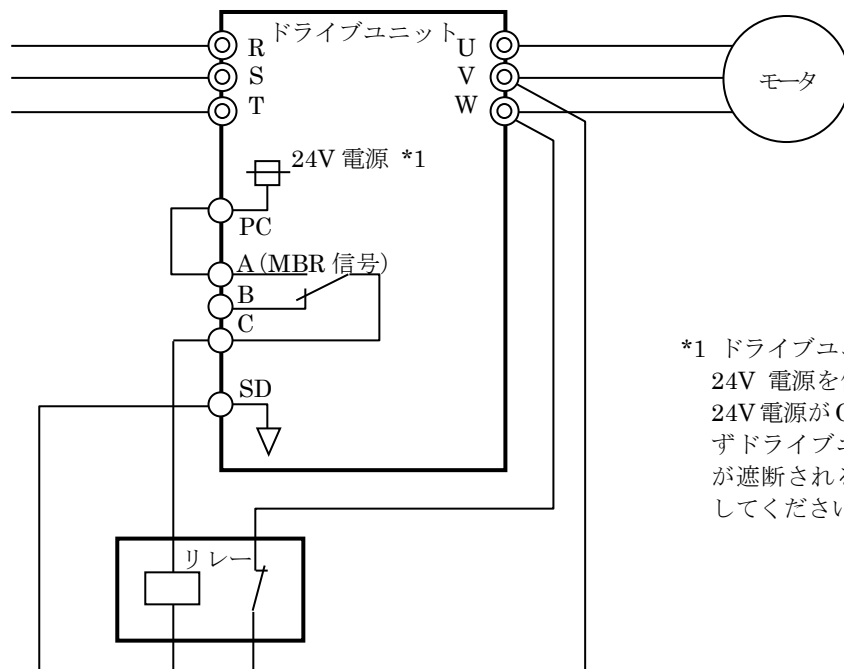 ドライブユニット
R
S
T
U
V
W
モータ
24V 電源 *1
PC
A (MBR 信号)
B
C
SD
*1 ドライブユ
24V 電源を
24V 電源が
ずドライブユ
が遮断され
してくださ
リレー